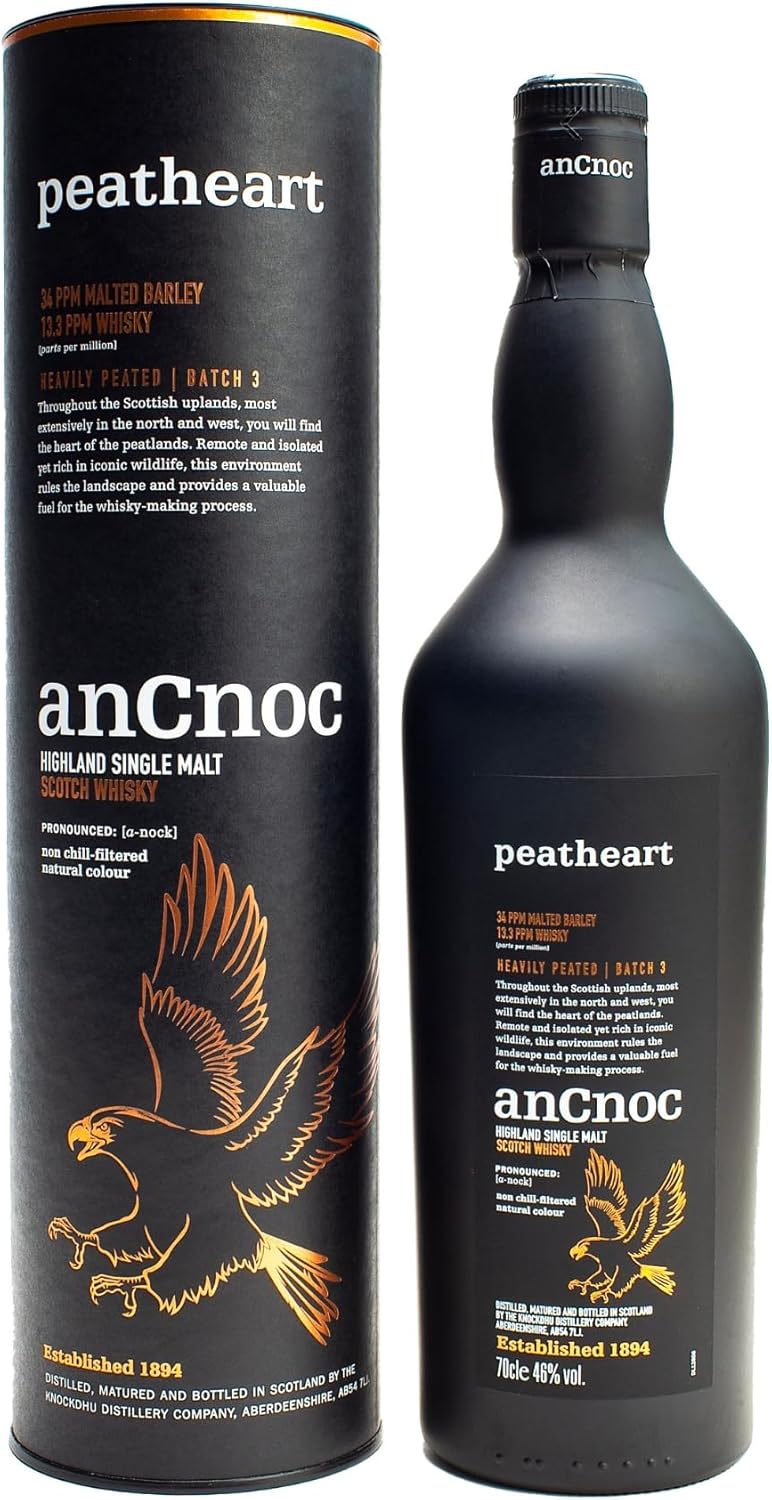 peatheart
34 PPM MALTED BARLEY
13.3 PPM WHISKY
[parts per million]
HEAVILY PEATED | BATCH 3
Throughout the Scottish uplands, most
extensively in the north and west, you will find
the heart of the peatlands. Remote and isolated
yet rich in iconic wildlife, this environment
rules the landscape and provides a valuable
fuel for the whisky-making process.
anCnoc
HIGHLAND SINGLE MALT
SCOTCH WHISKY
PRONOUNCED: [a-nock]
non chill-filtered
natural colour
Established 1894
DISTILLED, MATURED AND BOTTLED IN SCOTLAND BY THE
KNOCKDHU DISTILLERY COMPANY, ABERDEENSHIRE, AB54 7LJ.
anCnoc
peatheart
34 PPM MALTED BARLEY
13.3 PPM WHISKY
[parts per million]
HEAVILY PEATED | BATCH 3
Throughout the Scottish uplands, most
extensively in the north and west, you
will find the heart of the peatlands.
Remote and isolated yet rich in iconic
wildlife, this environment rules the
landscape and provides a valuable fuel
for the whisky-making process.
anCnoc
HIGHLAND SINGLE MALT
SCOTCH WHISKY
PRONOUNCED:
[a-nock]
non chill-filtered
natural colour
DISTILLED, MATURED AND BOTTLED IN SCOTLAND
BY THE KNOCKDHU DISTILLERY COMPANY,
ABERDEENSHIRE, AB54 7LJ.
Established 1894
70cl e 46% vol.